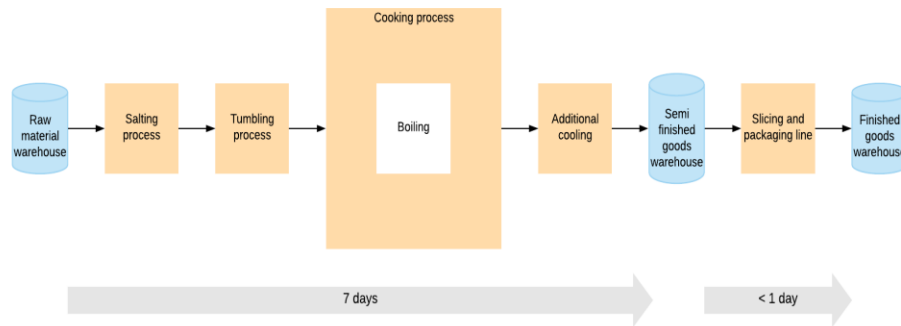 Cooking process
Raw
material
warehouse
Salting
process
Tumbling
process
Boiling
Additional
cooling
Semi
finished
goods
warehouse
Slicing and
packaging line
Finished
goods
warehouse
7 days
< 1 day